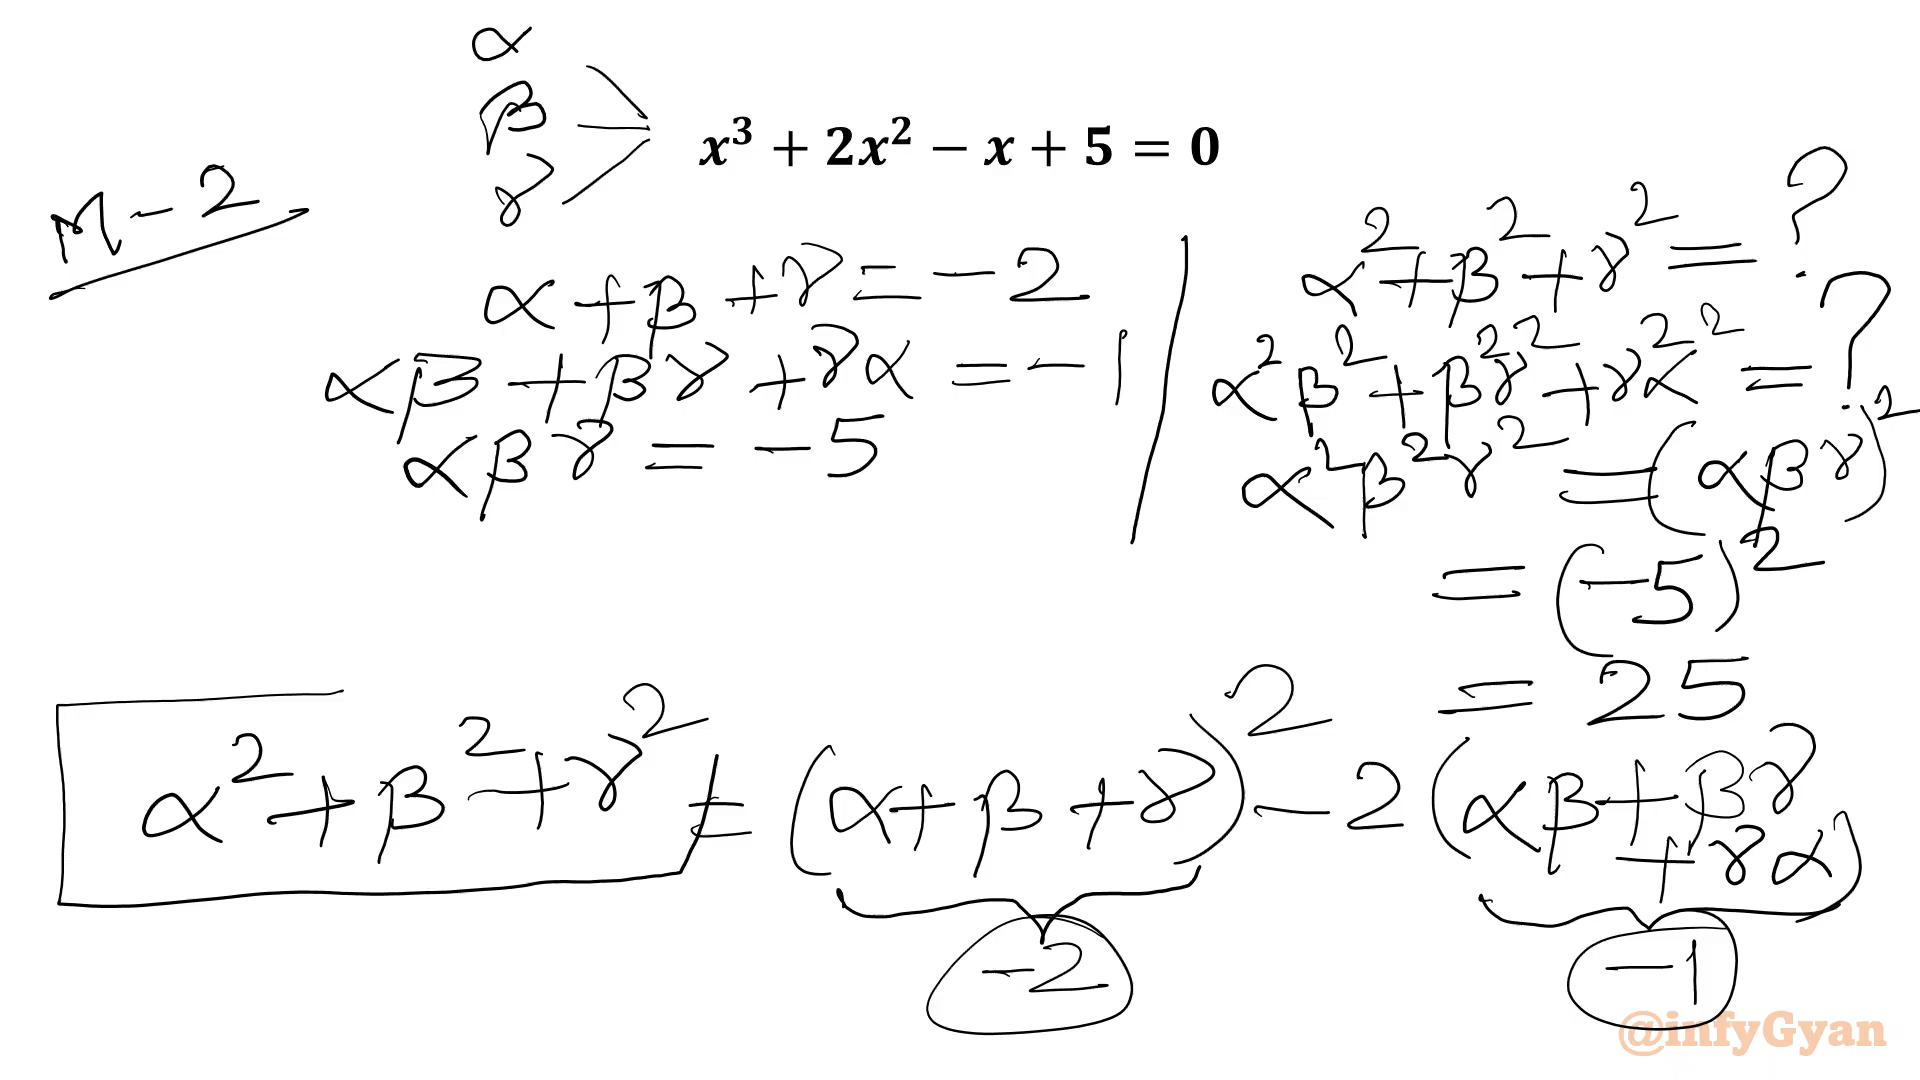 α
β
γ
x³ + 2x² − x + 5 = 0
M-2
α + β + γ = -2
αβ + βγ + γα = -1
αβγ = -5
α² + β² + γ² = ?
α²β² + β²γ² + γ²α² = ?
α²β²γ² = (αβγ)²
= (-5)²
= 25
α² + β² + γ² = (α + β + γ)² - 2(αβ + βγ
+ γα)
-2
-1
@infyGyan